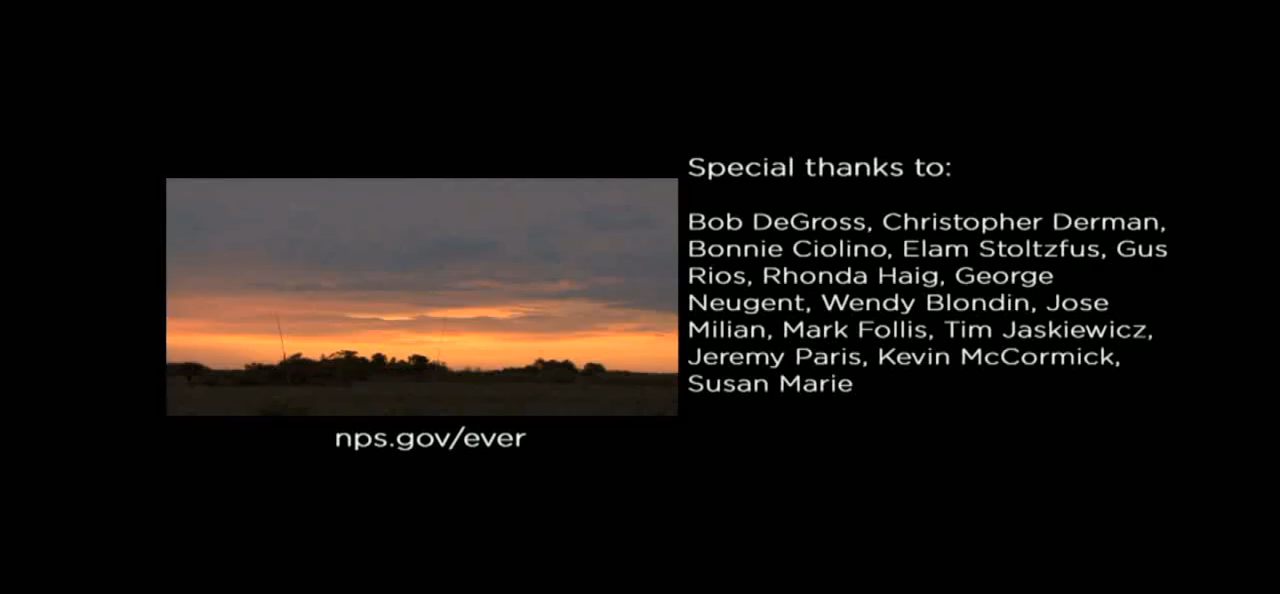 Special thanks to:
Bob DeGross, Christopher Derman,
Bonnie Ciolino, Elam Stoltzfus, Gus
Rios, Rhonda Haig, George
Neugent, Wendy Blondin, Jose
Milian, Mark Follis, Tim Jaskiewicz,
Jeremy Paris, Kevin McCormick,
Susan Marie
nps.gov/ever